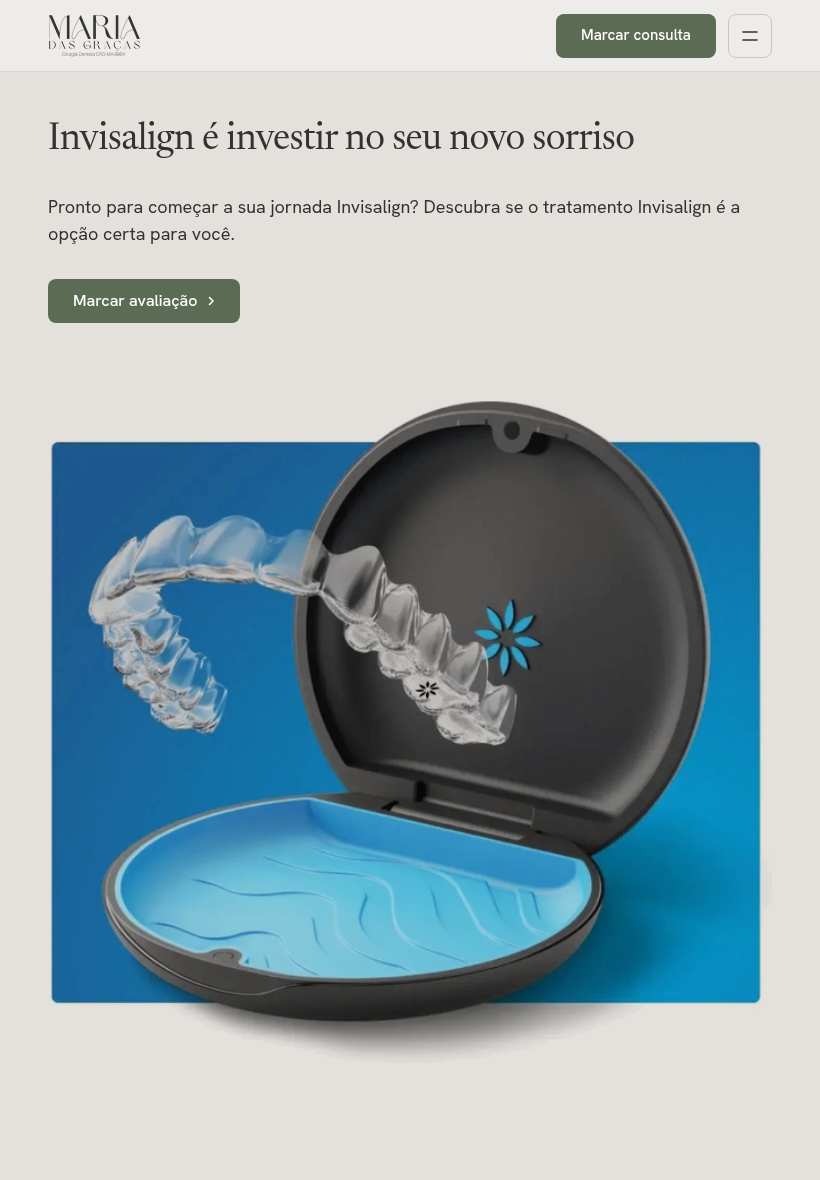 MARIA
DAS GRAÇAS
Marcar consulta
Invisalign é investir no seu novo sorriso
Pronto para começar a sua jornada Invisalign? Descubra se o tratamento Invisalign é a
opção certa para você.
Marcar avaliação